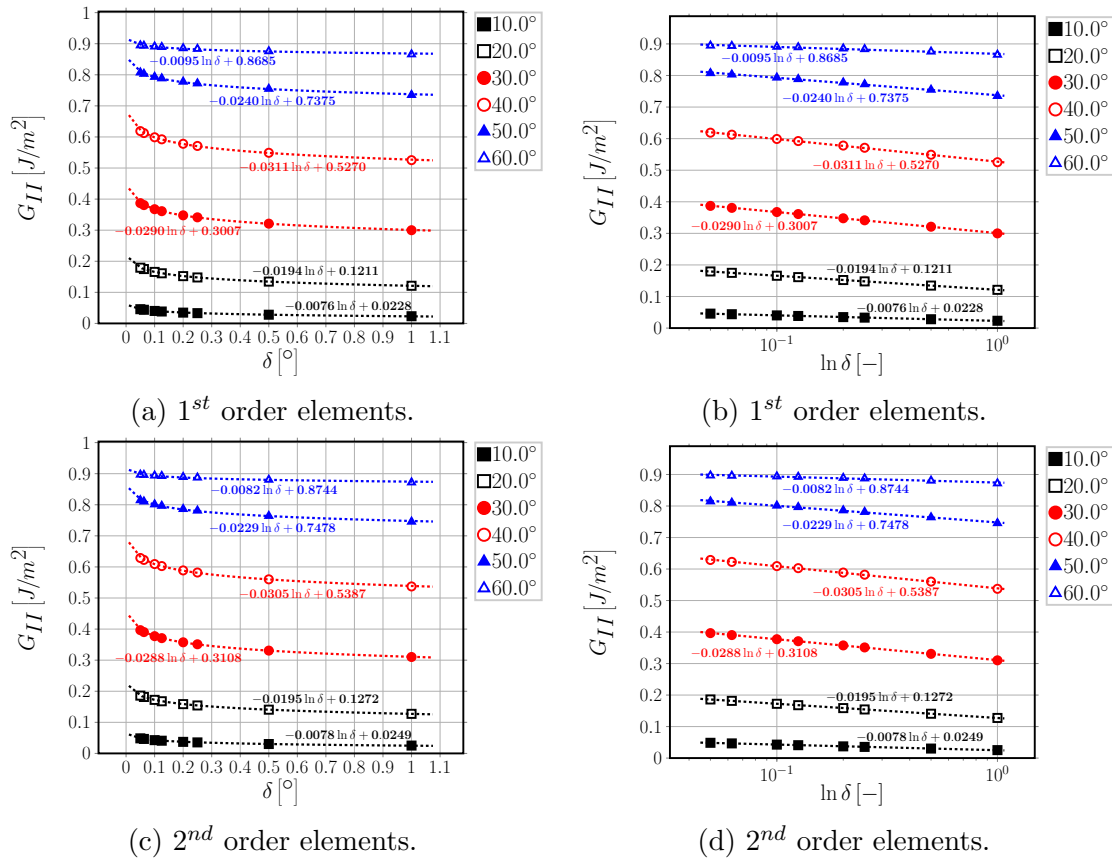 1
0.9
0.8
0.7
0.6
0.5
0.4
0.3
0.2
0.1
0
G_{II} [J/m^2]
−0.0095 ln δ + 0.8685
−0.0240 ln δ + 0.7375
−0.0311 ln δ + 0.5270
−0.0290 ln δ + 0.3007
−0.0194 ln δ + 0.1211
−0.0076 ln δ + 0.0228
0 0.1 0.2 0.3 0.4 0.5 0.6 0.7 0.8 0.9 1 1.1
δ [°]
10.0°
20.0°
30.0°
40.0°
50.0°
60.0°
(a) 1^{st} order elements.
0.9
0.8
0.7
0.6
0.5
0.4
0.3
0.2
0.1
0
G_{II} [J/m^2]
−0.0095 ln δ + 0.8685
−0.0240 ln δ + 0.7375
−0.0311 ln δ + 0.5270
−0.0290 ln δ + 0.3007
−0.0194 ln δ + 0.1211
−0.0076 ln δ + 0.0228
10^{−1} 10^{0}
ln δ [−]
10.0°
20.0°
30.0°
40.0°
50.0°
60.0°
(b) 1^{st} order elements.
1
0.9
0.8
0.7
0.6
0.5
0.4
0.3
0.2
0.1
0
G_{II} [J/m^2]
−0.0082 ln δ + 0.8744
−0.0229 ln δ + 0.7478
−0.0305 ln δ + 0.5387
−0.0288 ln δ + 0.3108
−0.0195 ln δ + 0.1272
−0.0078 ln δ + 0.0249
0 0.1 0.2 0.3 0.4 0.5 0.6 0.7 0.8 0.9 1 1.1
δ [°]
10.0°
20.0°
30.0°
40.0°
50.0°
60.0°
(c) 2^{nd} order elements.
0.9
0.8
0.7
0.6
0.5
0.4
0.3
0.2
0.1
0
G_{II} [J/m^2]
−0.0082 ln δ + 0.8744
−0.0229 ln δ + 0.7478
−0.0305 ln δ + 0.5387
−0.0288 ln δ + 0.3108
−0.0195 ln δ + 0.1272
−0.0078 ln δ + 0.0249
10^{−1} 10^{0}
ln δ [−]
10.0°
20.0°
30.0°
40.0°
50.0°
60.0°
(d) 2^{nd} order elements.